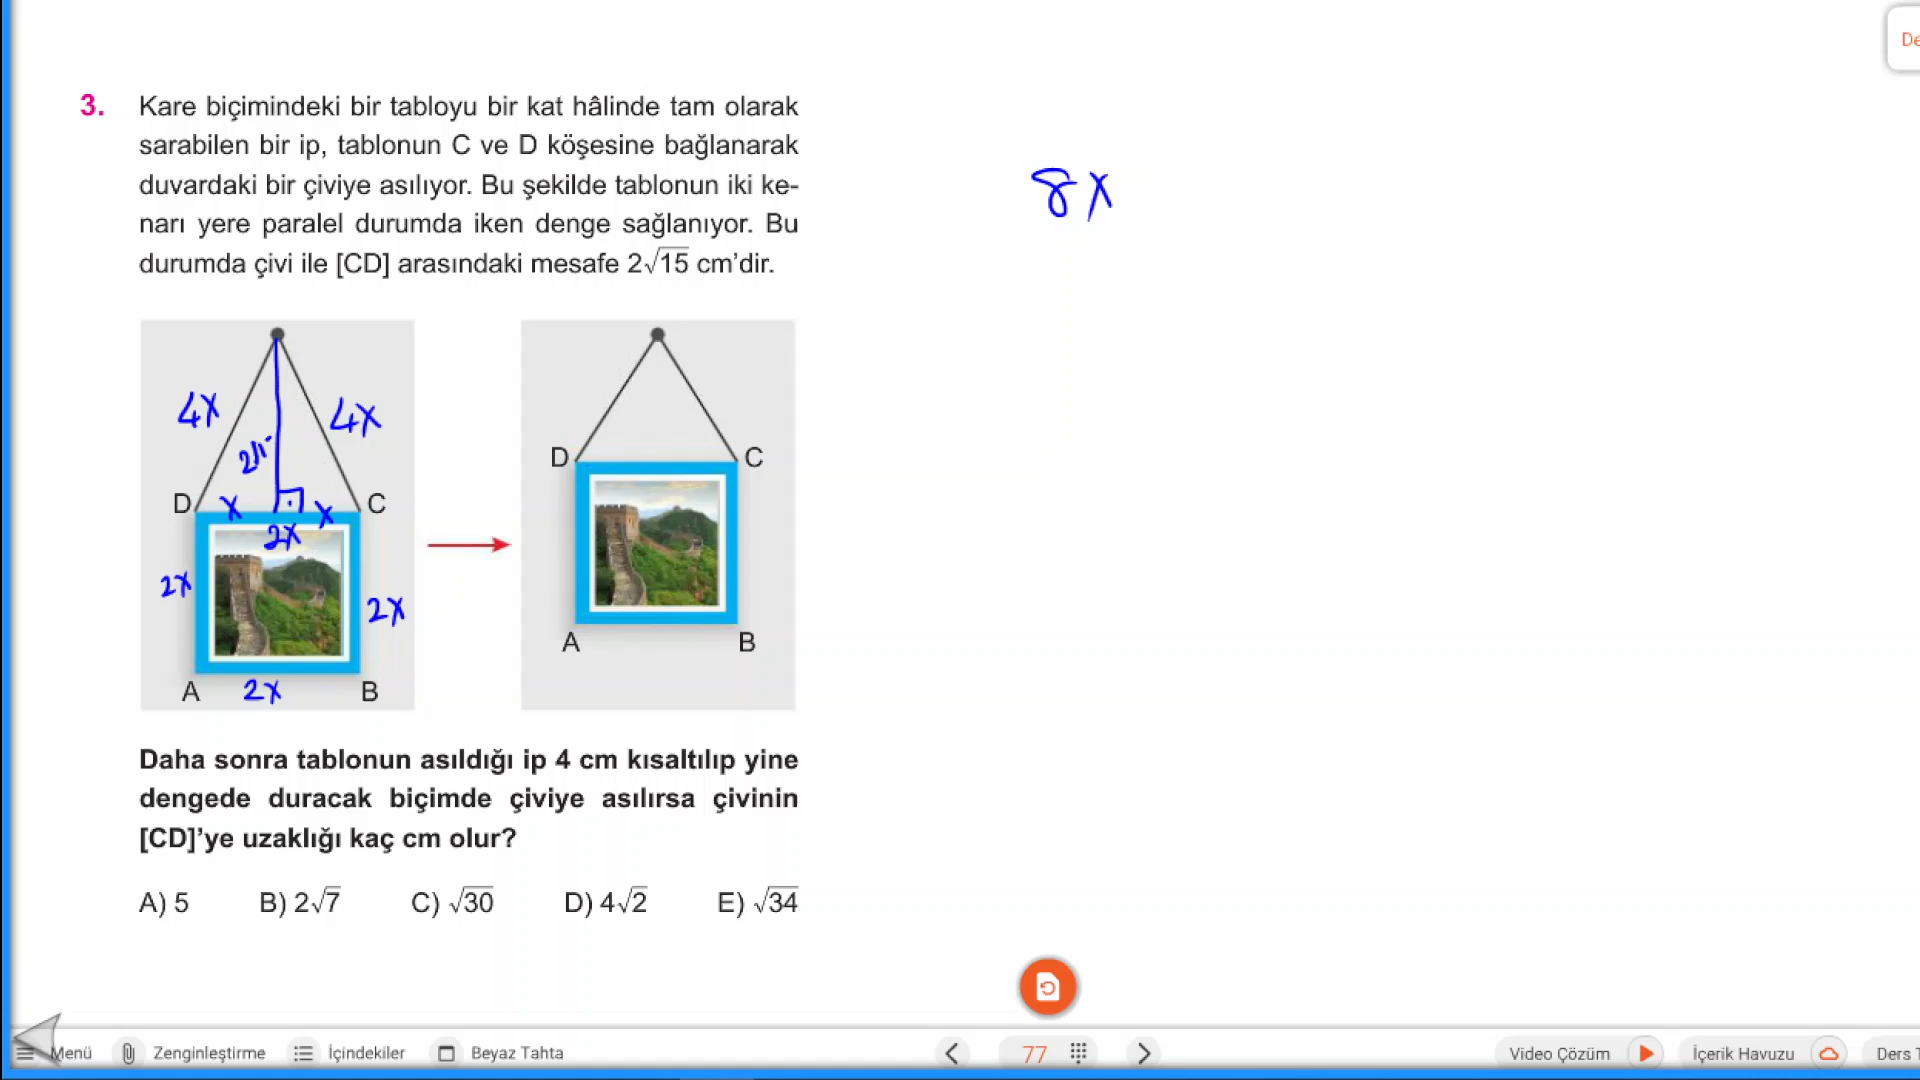 De
3. Kare biçimindeki bir tabloyu bir kat hâlinde tam olarak
sarabilen bir ip, tablonun C ve D köşesine bağlanarak
duvardaki bir çiviye asılıyor. Bu şekilde tablonun iki ke-
narı yere paralel durumda iken denge sağlanıyor. Bu
durumda çivi ile [CD] arasındaki mesafe 2√15 cm'dir.
8x
4x 4x
D x x C
2x
2x 2x
A 2x B
D C
A B
Daha sonra tablonun asıldığı ip 4 cm kısaltılıp yine
dengede duracak biçimde çiviye asılırsa çivinin
[CD]'ye uzaklığı kaç cm olur?
A) 5 B) 2√7 C) √30 D) 4√2 E) √34
Menü Zenginleştirme İçindekiler Beyaz Tahta 77 Video Çözüm İçerik Havuzu Ders